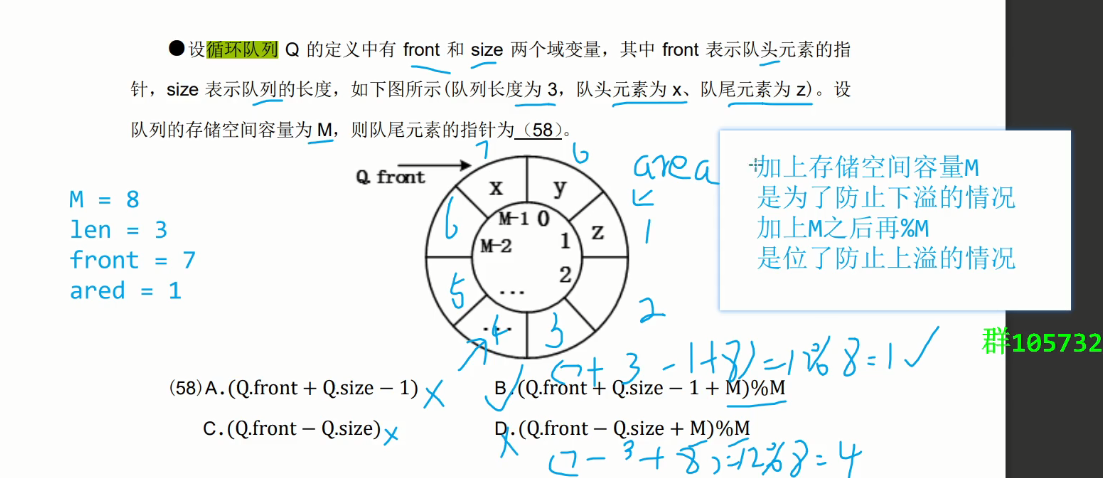 ●设循环队列 Q 的定义中有 front 和 size 两个域变量，其中 front 表示队头元素的指
针，size 表示队列的长度，如下图所示(队列长度为 3，队头元素为 x、队尾元素为 z)。设
队列的存储空间容量为 M，则队尾元素的指针为（58）。
加上存储空间容量M
是为了防止下溢的情况
加上M之后再%M
是位了防止上溢的情况
M = 8
len = 3
front = 7
ared = 1
Q.front
7
6
area
x
y
z
M-1
0
M-2
1
2
...
...
6
5
4
3
1
2
群105732
(7+3-1+8)=17%8=1✓
(58)A.(Q.front + Q.size − 1) ×
✓ B.(Q.front + Q.size − 1 + M)%M
C.(Q.front − Q.size) ×
× D.(Q.front − Q.size + M)%M
(7-3+8)=12%8=4